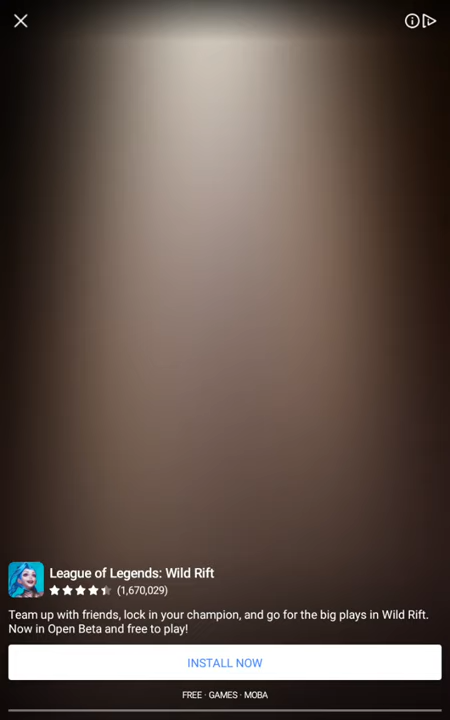 League of Legends: Wild Rift
(1,670,029)
Team up with friends, lock in your champion, and go for the big plays in Wild Rift.
Now in Open Beta and free to play!
INSTALL NOW
FREE · GAMES · MOBA